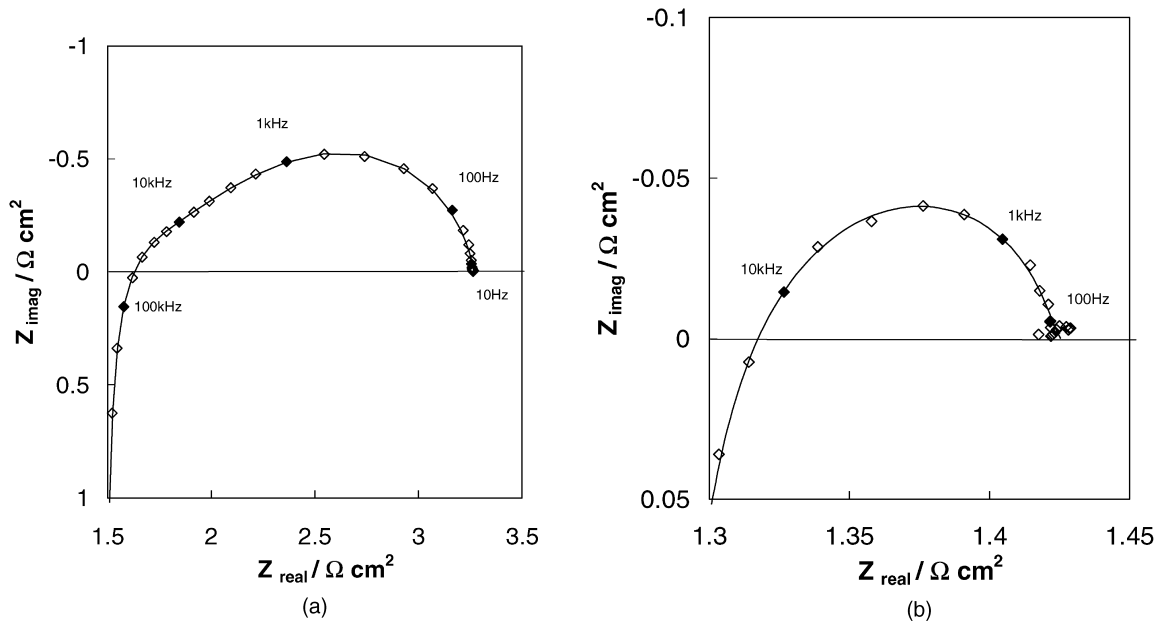 -1
-0.5
0
0.5
1
1.5
2
2.5
3
3.5
Z imag / Ω cm²
Z real / Ω cm²
1kHz
10kHz
100Hz
100kHz
10Hz
(a)
-0.1
-0.05
0
0.05
1.3
1.35
1.4
1.45
Z imag / Ω cm²
Z real / Ω cm²
1kHz
10kHz
100Hz
(b)